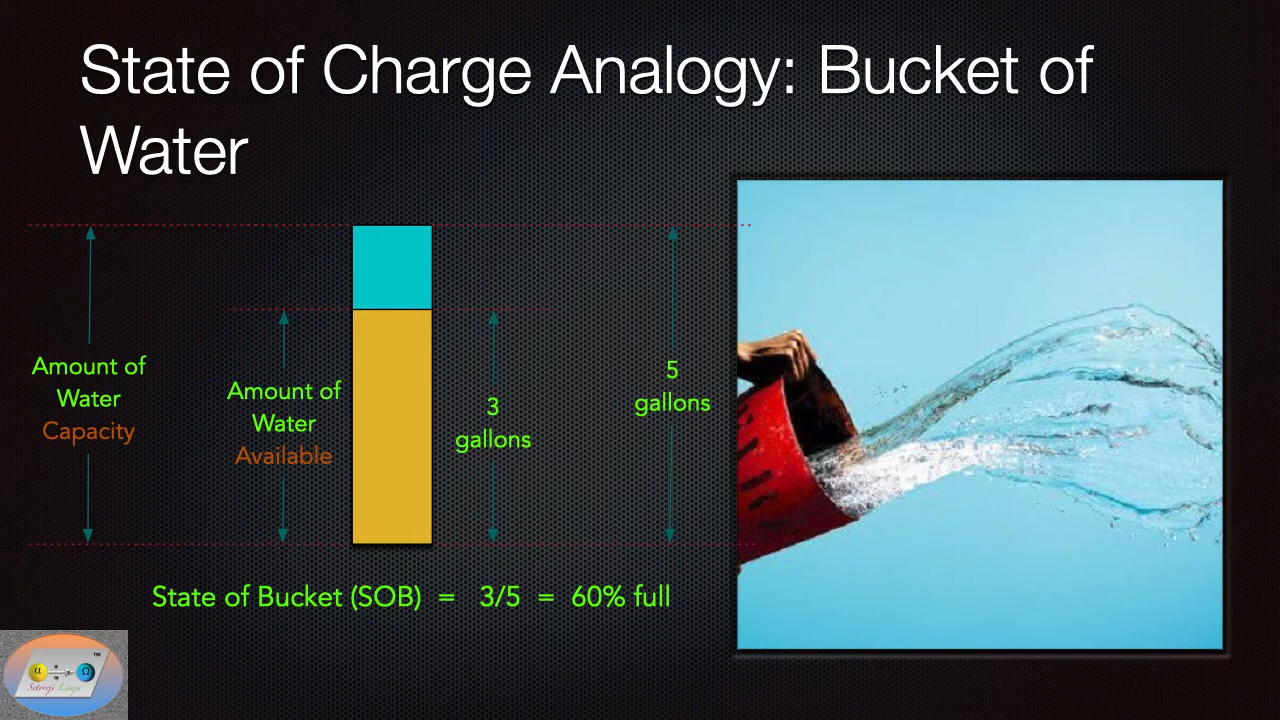 State of Charge Analogy: Bucket of
Water
Amount of
Water
Capacity
Amount of
Water
Available
3
gallons
5
gallons
State of Bucket (SOB) = 3/5 = 60% full
α
Ω
TM